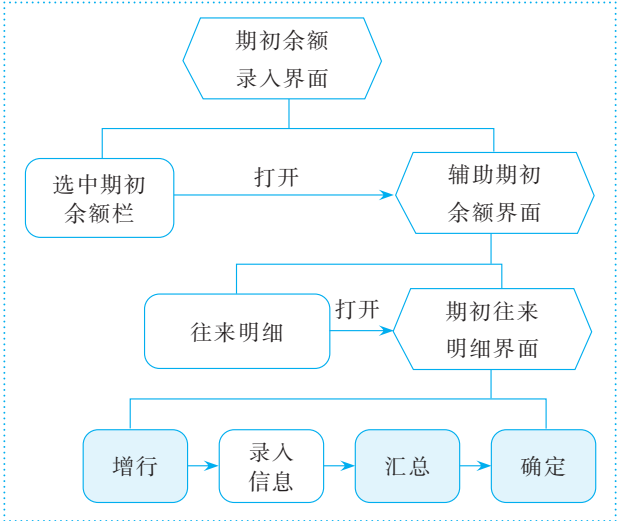 期初余额
录入界面
选中期初
余额栏
打开
辅助期初
余额界面
往来明细
打开
期初往来
明细界面
增行
录入
信息
汇总
确定